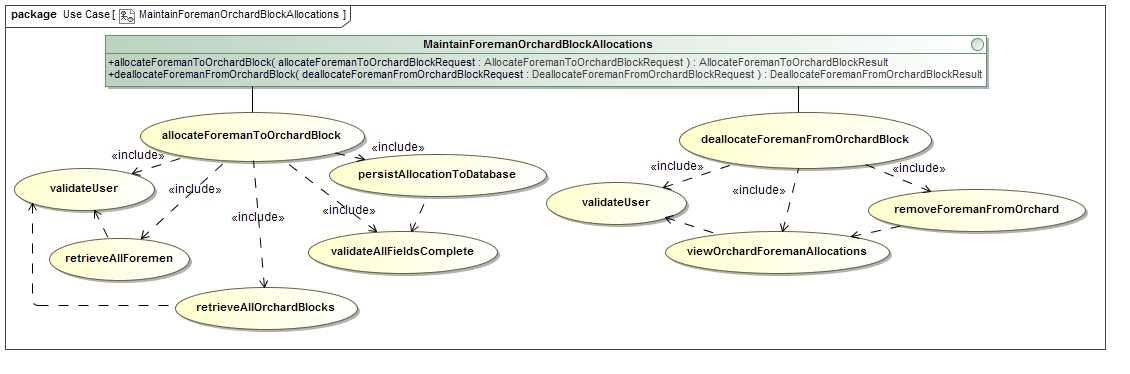 package Use Case [ MaintainForemanOrchardBlockAllocations ]
MaintainForemanOrchardBlockAllocations
+allocateForemanToOrchardBlock( allocateForemanToOrchardBlockRequest : AllocateForemanToOrchardBlockRequest ) : AllocateForemanToOrchardBlockResult
+deallocateForemanFromOrchardBlock( deallocateForemanFromOrchardBlockRequest : DeallocateForemanFromOrchardBlockRequest ) : DeallocateForemanFromOrchardBlockResult
allocateForemanToOrchardBlock
«include»
«include»
persistAllocationToDatabase
validateUser
«include»
«include»
«include»
retrieveAllForemen
validateAllFieldsComplete
retrieveAllOrchardBlocks
deallocateForemanFromOrchardBlock
«include»
«include»
validateUser
«include»
removeForemanFromOrchard
viewOrchardForemanAllocations